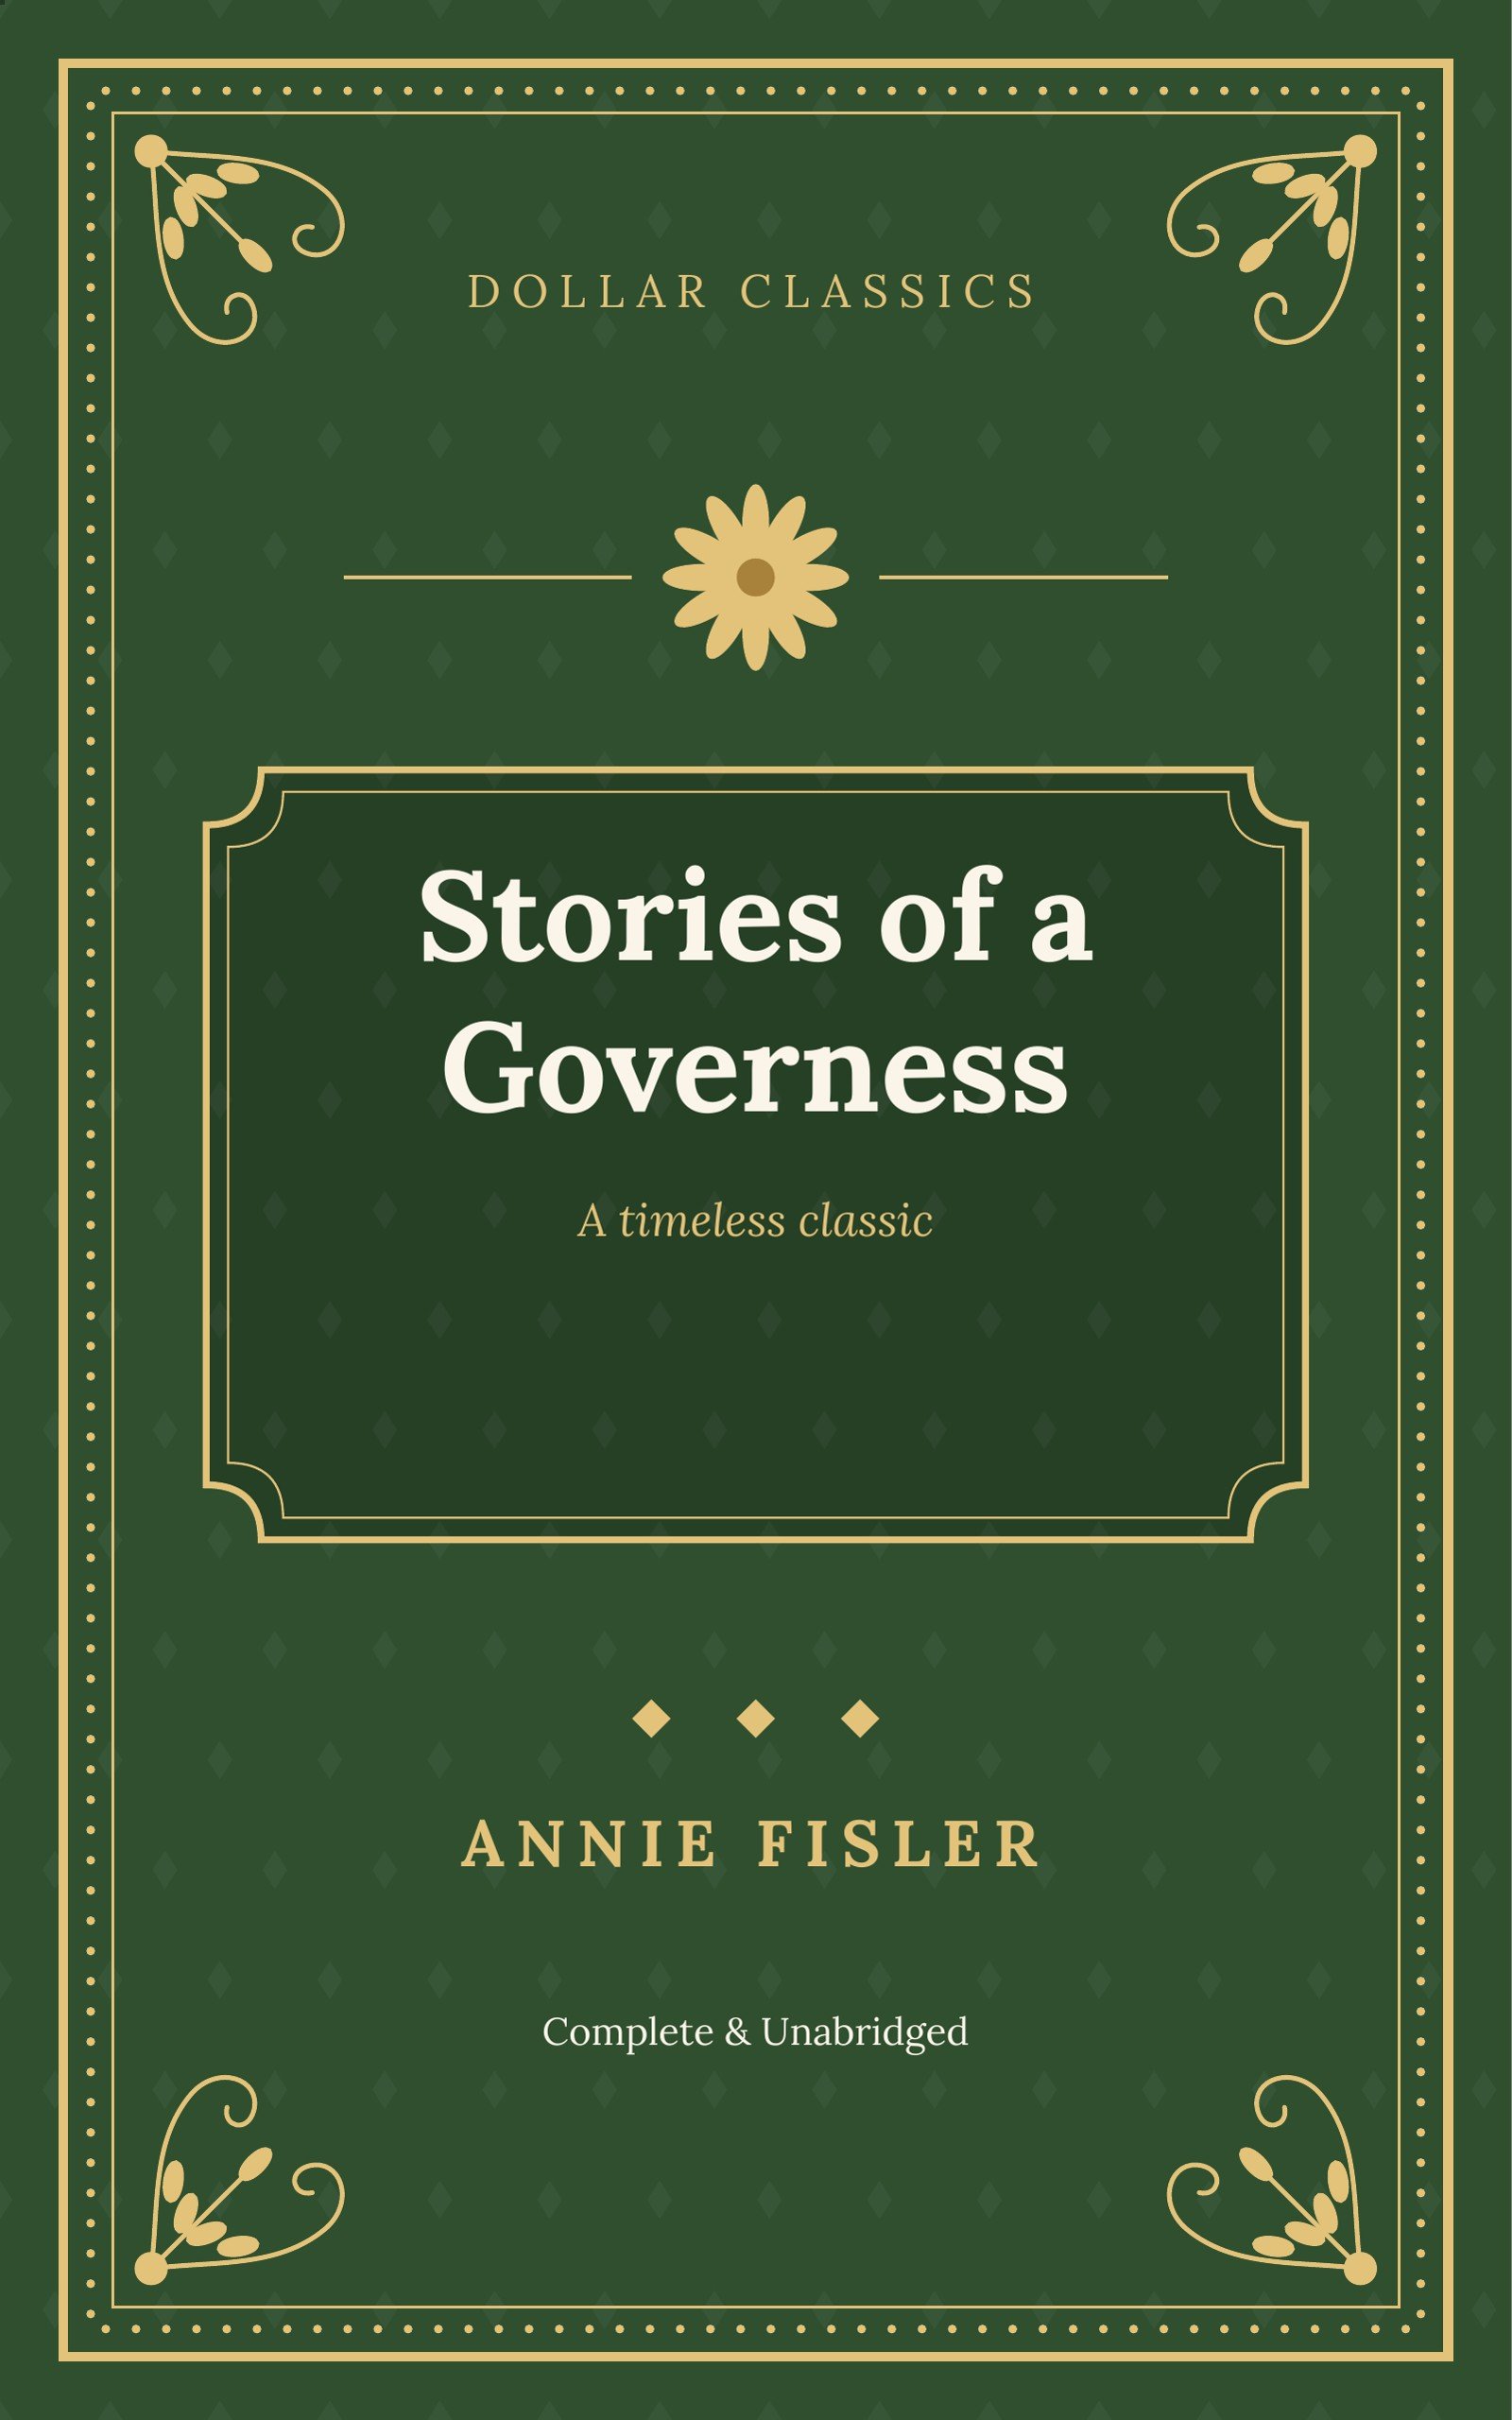 DOLLAR CLASSICS
Stories of a
Governess
A timeless classic
ANNIE FISLER
Complete & Unabridged